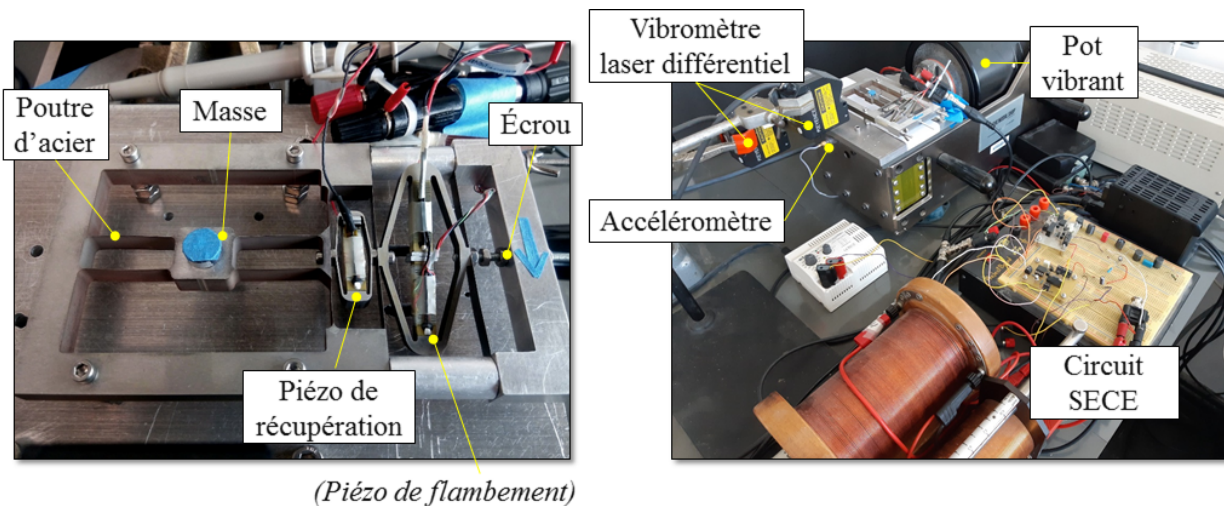 Poutre
d’acier
Masse
Écrou
Piézo de
récupération
(Piézo de flambement)
Vibromètre
laser différentiel
Pot
vibrant
Accéléromètre
Circuit
SECE